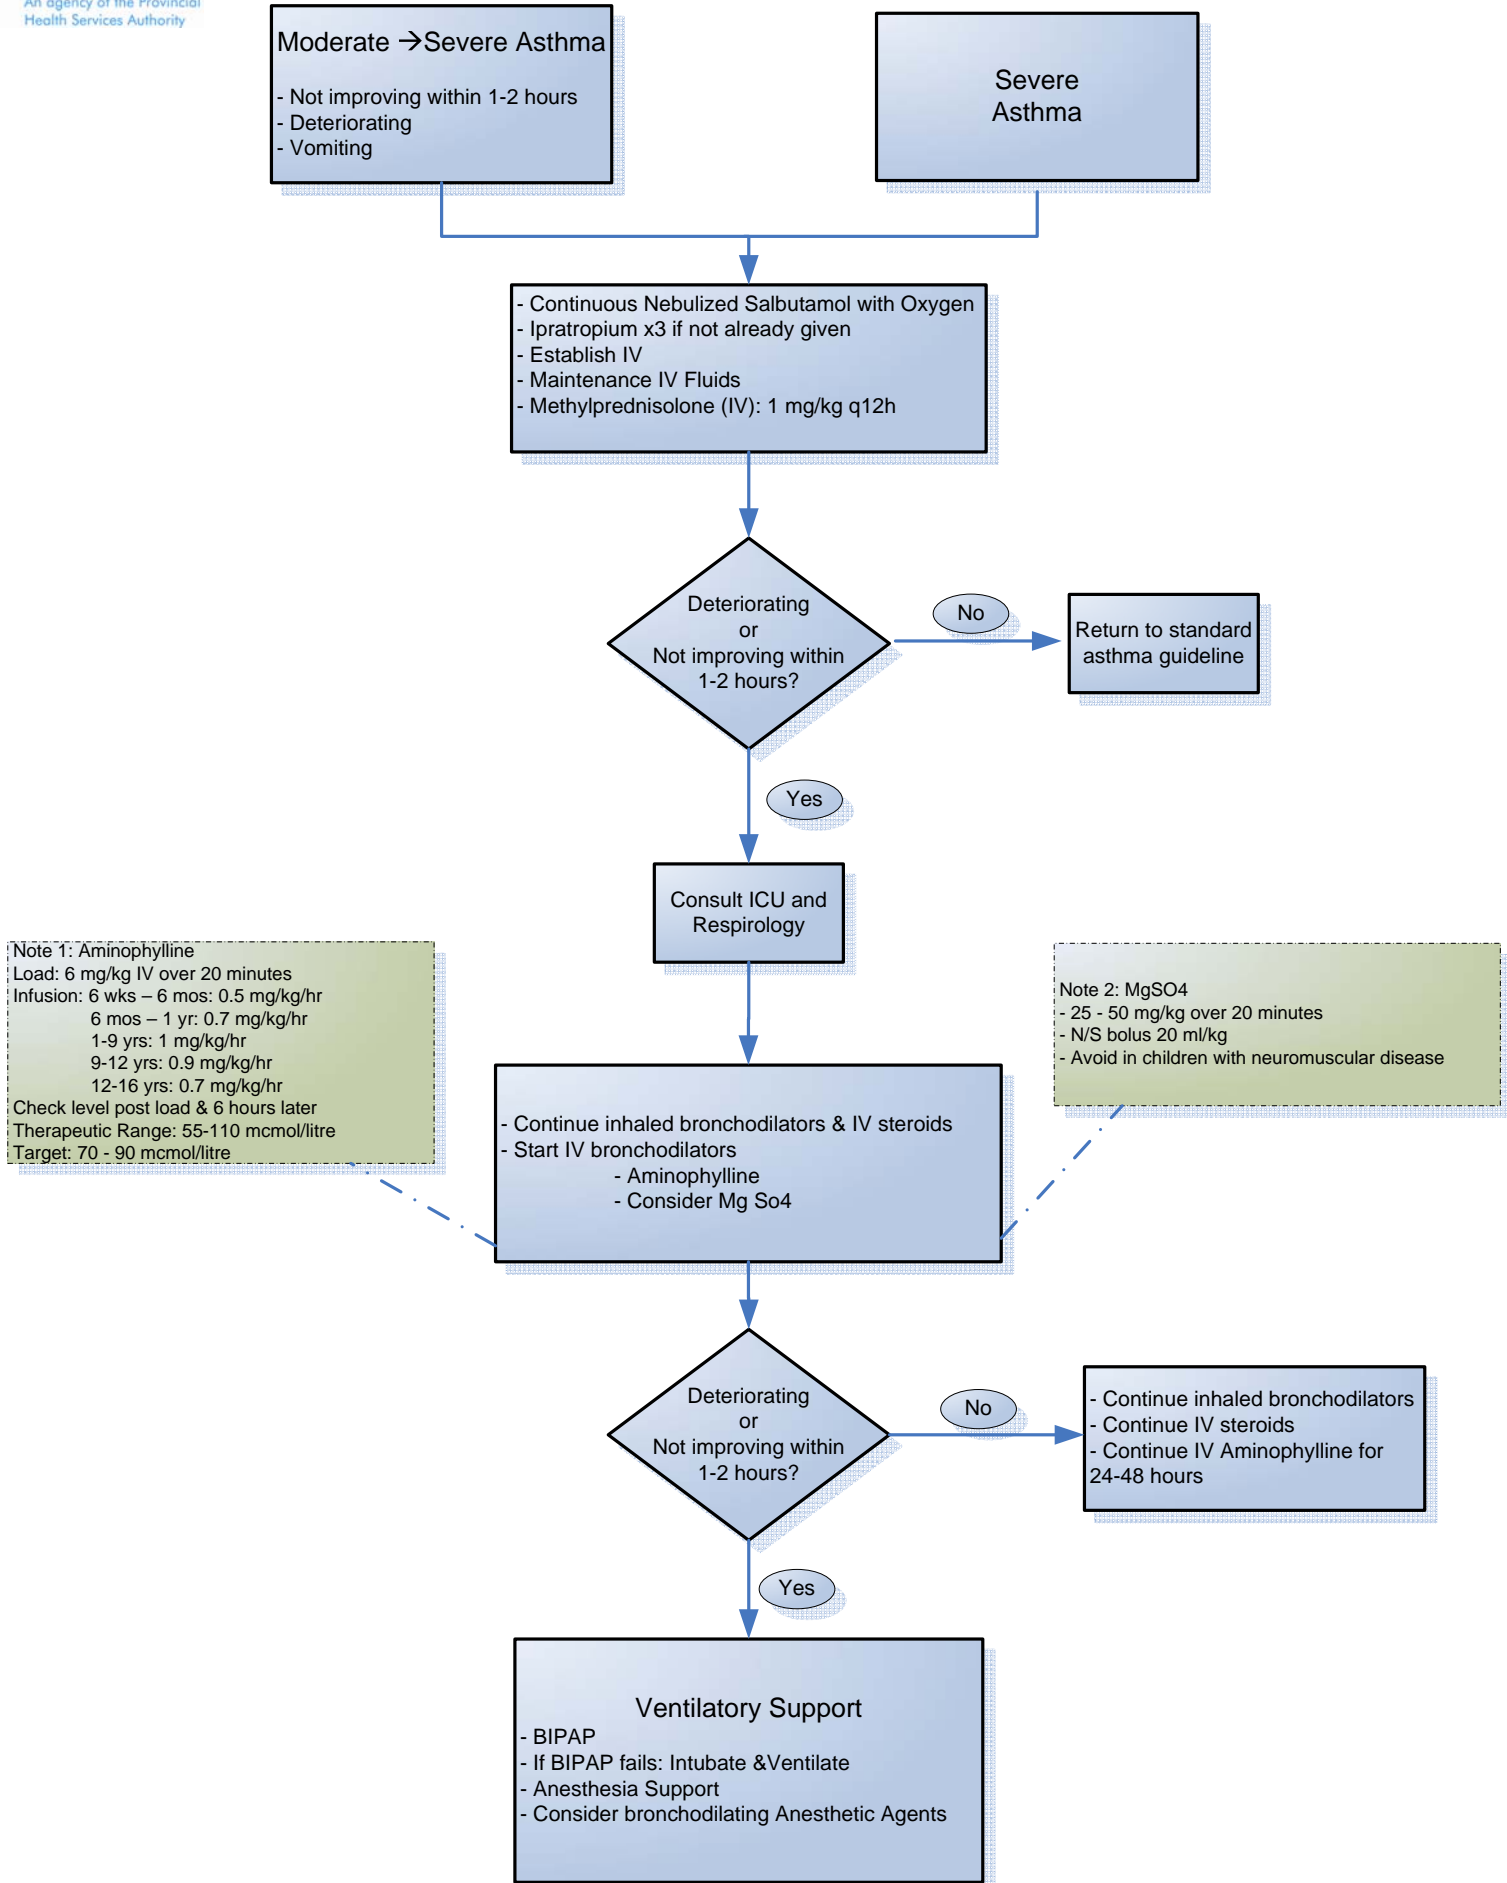 An agency of the Provincial
Health Services Authority
Moderate →Severe Asthma
- Not improving within 1-2 hours
- Deteriorating
- Vomiting
Severe
Asthma
- Continuous Nebulized Salbutamol with Oxygen
- Ipratropium x3 if not already given
- Establish IV
- Maintenance IV Fluids
- Methylprednisolone (IV): 1 mg/kg q12h
Deteriorating
or
Not improving within
1-2 hours?
No
Return to standard
asthma guideline
Yes
Consult ICU and
Respirology
Note 1: Aminophylline
Load: 6 mg/kg IV over 20 minutes
Infusion: 6 wks – 6 mos: 0.5 mg/kg/hr
6 mos – 1 yr: 0.7 mg/kg/hr
1-9 yrs: 1 mg/kg/hr
9-12 yrs: 0.9 mg/kg/hr
12-16 yrs: 0.7 mg/kg/hr
Check level post load & 6 hours later
Therapeutic Range: 55-110 mcmol/litre
Target: 70 - 90 mcmol/litre
Note 2: MgSO4
- 25 - 50 mg/kg over 20 minutes
- N/S bolus 20 ml/kg
- Avoid in children with neuromuscular disease
- Continue inhaled bronchodilators & IV steroids
- Start IV bronchodilators
- Aminophylline
- Consider Mg So4
Deteriorating
or
Not improving within
1-2 hours?
No
- Continue inhaled bronchodilators
- Continue IV steroids
- Continue IV Aminophylline for
24-48 hours
Yes
Ventilatory Support
- BIPAP
- If BIPAP fails: Intubate &Ventilate
- Anesthesia Support
- Consider bronchodilating Anesthetic Agents